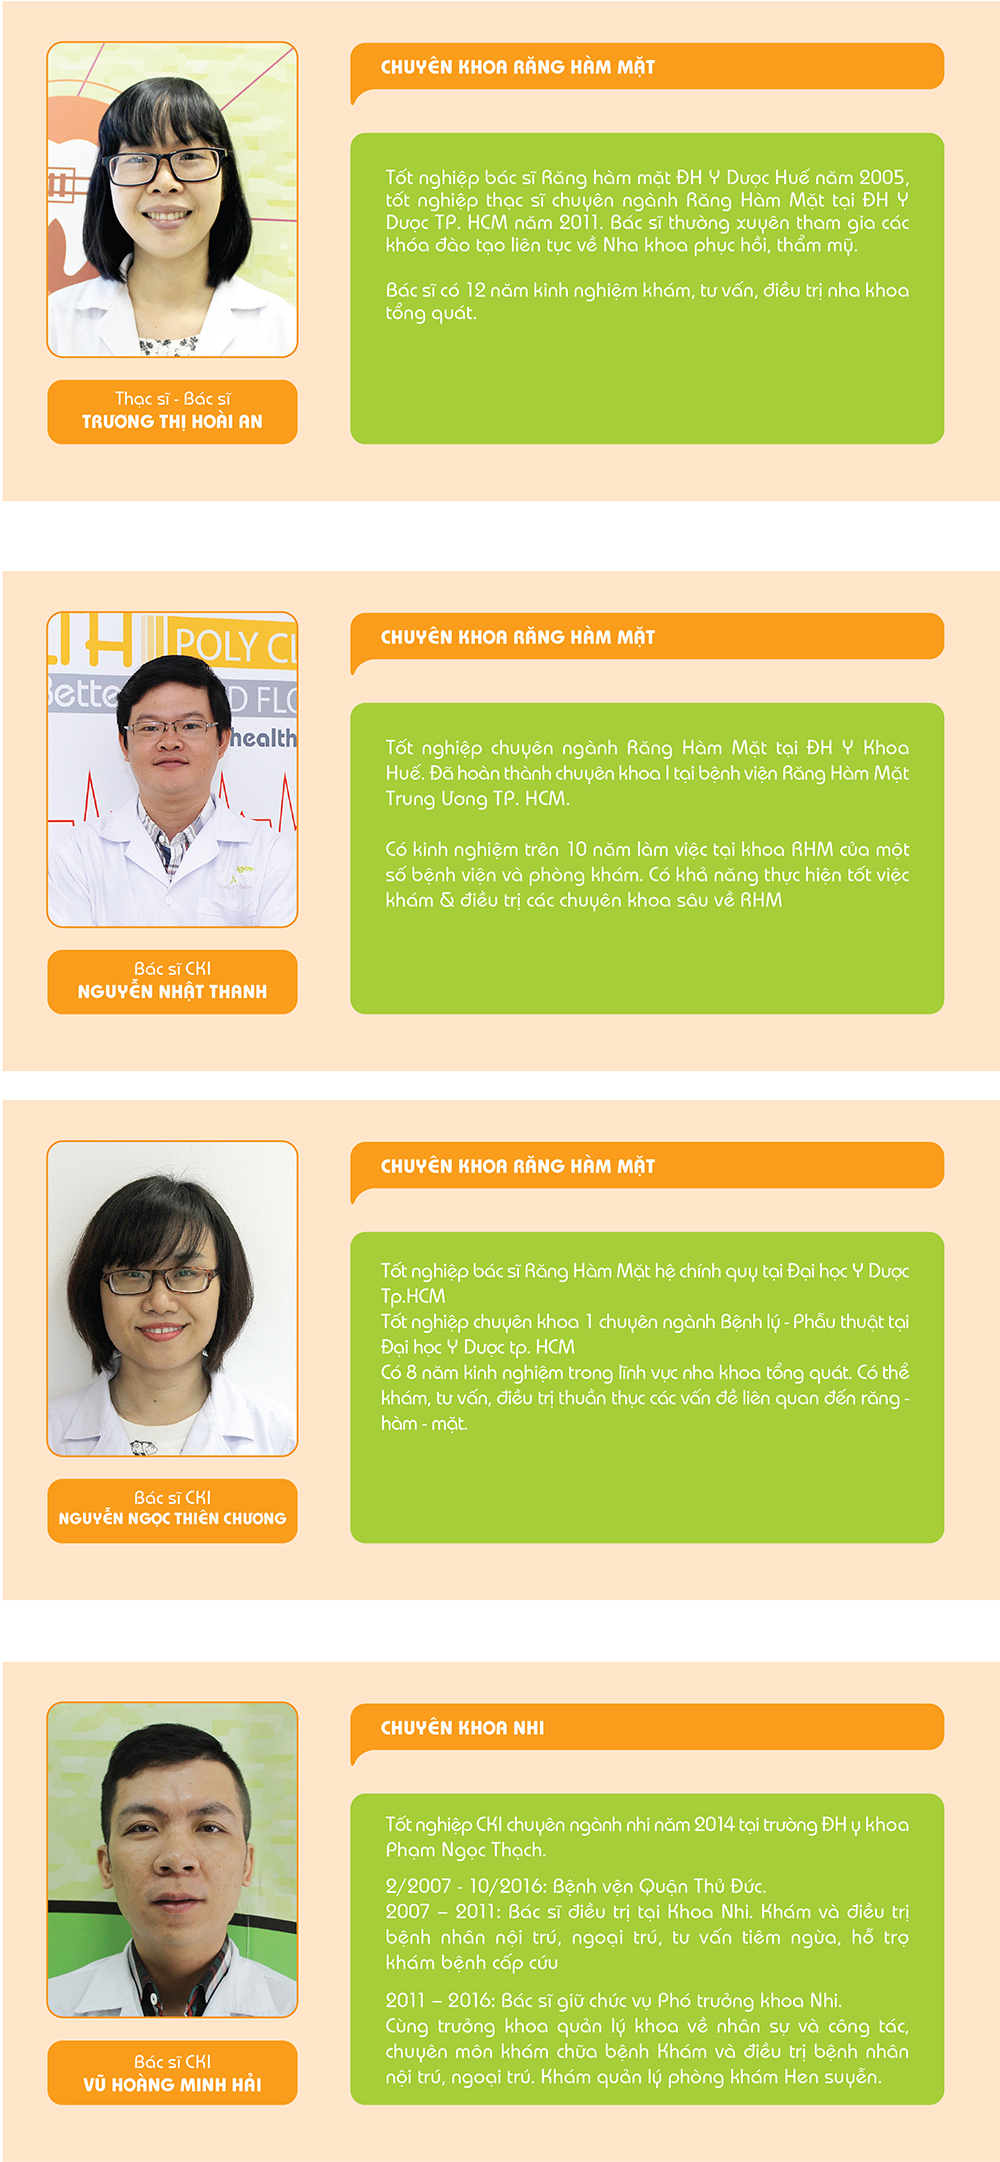 CHUYÊN KHOA RĂNG HÀM MẶT
Tốt nghiệp bác sĩ Răng hàm mặt ĐH Y Dược Huế năm 2005,
tốt nghiệp thạc sĩ chuyên ngành Răng Hàm Mặt tại ĐH Y
Dược TP. HCM năm 2011. Bác sĩ thường xuyên tham gia các
khóa đào tạo liên tục về Nha khoa phục hồi, thẩm mỹ.
Bác sĩ có 12 năm kinh nghiệm khám, tư vấn, điều trị nha khoa
tổng quát.
Thạc sĩ - Bác sĩ
TRƯƠNG THỊ HOÀI AN
POLY CL
Bette
D FLO
health
CHUYÊN KHOA RĂNG HÀM MẶT
Tốt nghiệp chuyên ngành Răng Hàm Mặt tại ĐH Y Khoa
Huế. Đã hoàn thành chuyên khoa I tại bệnh viện Răng Hàm Mặt
Trung Ương TP. HCM.
Có kinh nghiệm trên 10 năm làm việc tại khoa RHM của một
số bệnh viện và phòng khám. Có khả năng thực hiện tốt việc
khám & điều trị các chuyên khoa sâu về RHM
Bác sĩ CKI
NGUYỄN NHẬT THANH
CHUYÊN KHOA RĂNG HÀM MẶT
Tốt nghiệp bác sĩ Răng Hàm Mặt hệ chính quy tại Đại học Y Dược
Tp.HCM
Tốt nghiệp chuyên khoa 1 chuyên ngành Bệnh lý - Phẫu thuật tại
Đại học Y Dược tp. HCM
Có 8 năm kinh nghiệm trong lĩnh vực nha khoa tổng quát. Có thể
khám, tư vấn, điều trị thuần thục các vấn đề liên quan đến răng -
hàm - mặt.
Bác sĩ CKI
NGUYỄN NGỌC THIÊN CHƯƠNG
CHUYÊN KHOA NHI
Tốt nghiệp CKI chuyên ngành nhi năm 2014 tại trường ĐH y khoa
Phạm Ngọc Thạch.
2/2007 - 10/2016: Bệnh vện Quận Thủ Đức.
2007 – 2011: Bác sĩ điều trị tại Khoa Nhi. Khám và điều trị
bệnh nhân nội trú, ngoại trú, tư vấn tiêm ngừa, hỗ trợ
khám bệnh cấp cứu
2011 – 2016: Bác sĩ giữ chức vụ Phó trưởng khoa Nhi.
Cùng trưởng khoa quản lý khoa về nhân sự và công tác,
chuyên môn khám chữa bệnh Khám và điều trị bệnh nhân
nội trú, ngoại trú. Khám quản lý phòng khám Hen suyễn.
Bác sĩ CKI
VŨ HOÀNG MINH HẢI